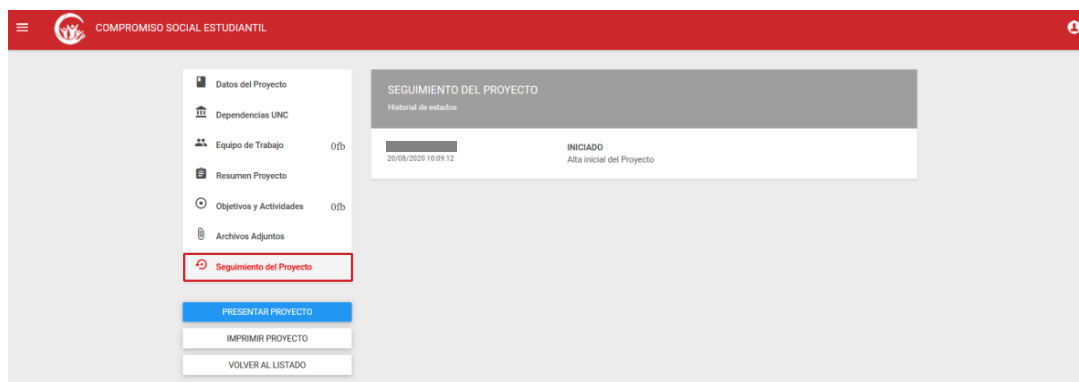 COMPROMISO SOCIAL ESTUDIANTIL
Datos del Proyecto
Dependencias UNC
Equipo de Trabajo 0fb
Resumen Proyecto
Objetivos y Actividades 0fb
Archivos Adjuntos
Seguimiento del Proyecto
PRESENTAR PROYECTO
IMPRIMIR PROYECTO
VOLVER AL LISTADO
SEGUIMIENTO DEL PROYECTO
Historial de estados
20/08/2020 10:09:12
INICIADO
Alta inicial del Proyecto